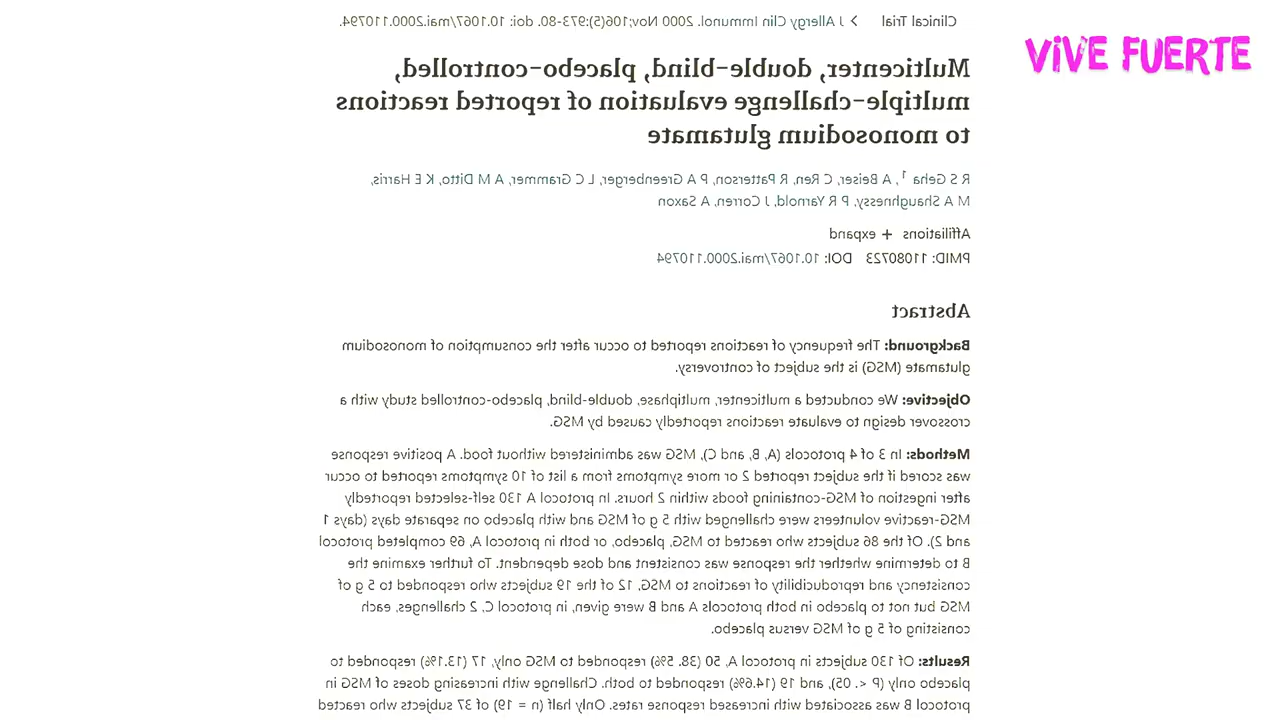 Clinical Trial > J Allergy Clin Immunol. 2000 Nov;106(5):973-80. doi: 10.1067/mai.2000.110794.
ViVE FUERTE
Multicenter, double-blind, placebo-controlled,
multiple-challenge evaluation of reported reactions
to monosodium glutamate
R S Geha 1, A Beiser, C Ren, R Patterson, P A Greenberger, L C Grammer, A M Ditto, K E Harris,
M A Shaughnessy, P R Yarnold, J Corren, A Saxon
Affiliations + expand
PMID: 11080723 DOI: 10.1067/mai.2000.110794
Abstract
Background: The frequency of reactions reported to occur after the consumption of monosodium
glutamate (MSG) is the subject of controversy.
Objective: We conducted a multicenter, multiphase, double-blind, placebo-controlled study with a
crossover design to evaluate reactions reportedly caused by MSG.
Methods: In 3 of 4 protocols (A, B, and C), MSG was administered without food. A positive response
was scored if the subject reported 2 or more symptoms from a list of 10 symptoms reported to occur
after ingestion of MSG-containing foods within 2 hours. In protocol A 130 self-selected reportedly
MSG-reactive volunteers were challenged with 5 g of MSG and with placebo on separate days (days 1
and 2). Of the 86 subjects who reacted to MSG, placebo, or both in protocol A, 69 completed protocol
B to determine whether the response was consistent and dose dependent. To further examine the
consistency and reproducibility of reactions to MSG, 12 of the 19 subjects who responded to 5 g of
MSG but not to placebo in both protocols A and B were given, in protocol C, 2 challenges, each
consisting of 5 g of MSG versus placebo.
Results: Of 130 subjects in protocol A, 50 (38. 5%) responded to MSG only, 17 (13.1%) responded to
placebo only (P < . 05), and 19 (14.6%) responded to both. Challenge with increasing doses of MSG in
protocol B was associated with increased response rates. Only half (n = 19) of 37 subjects who reacted